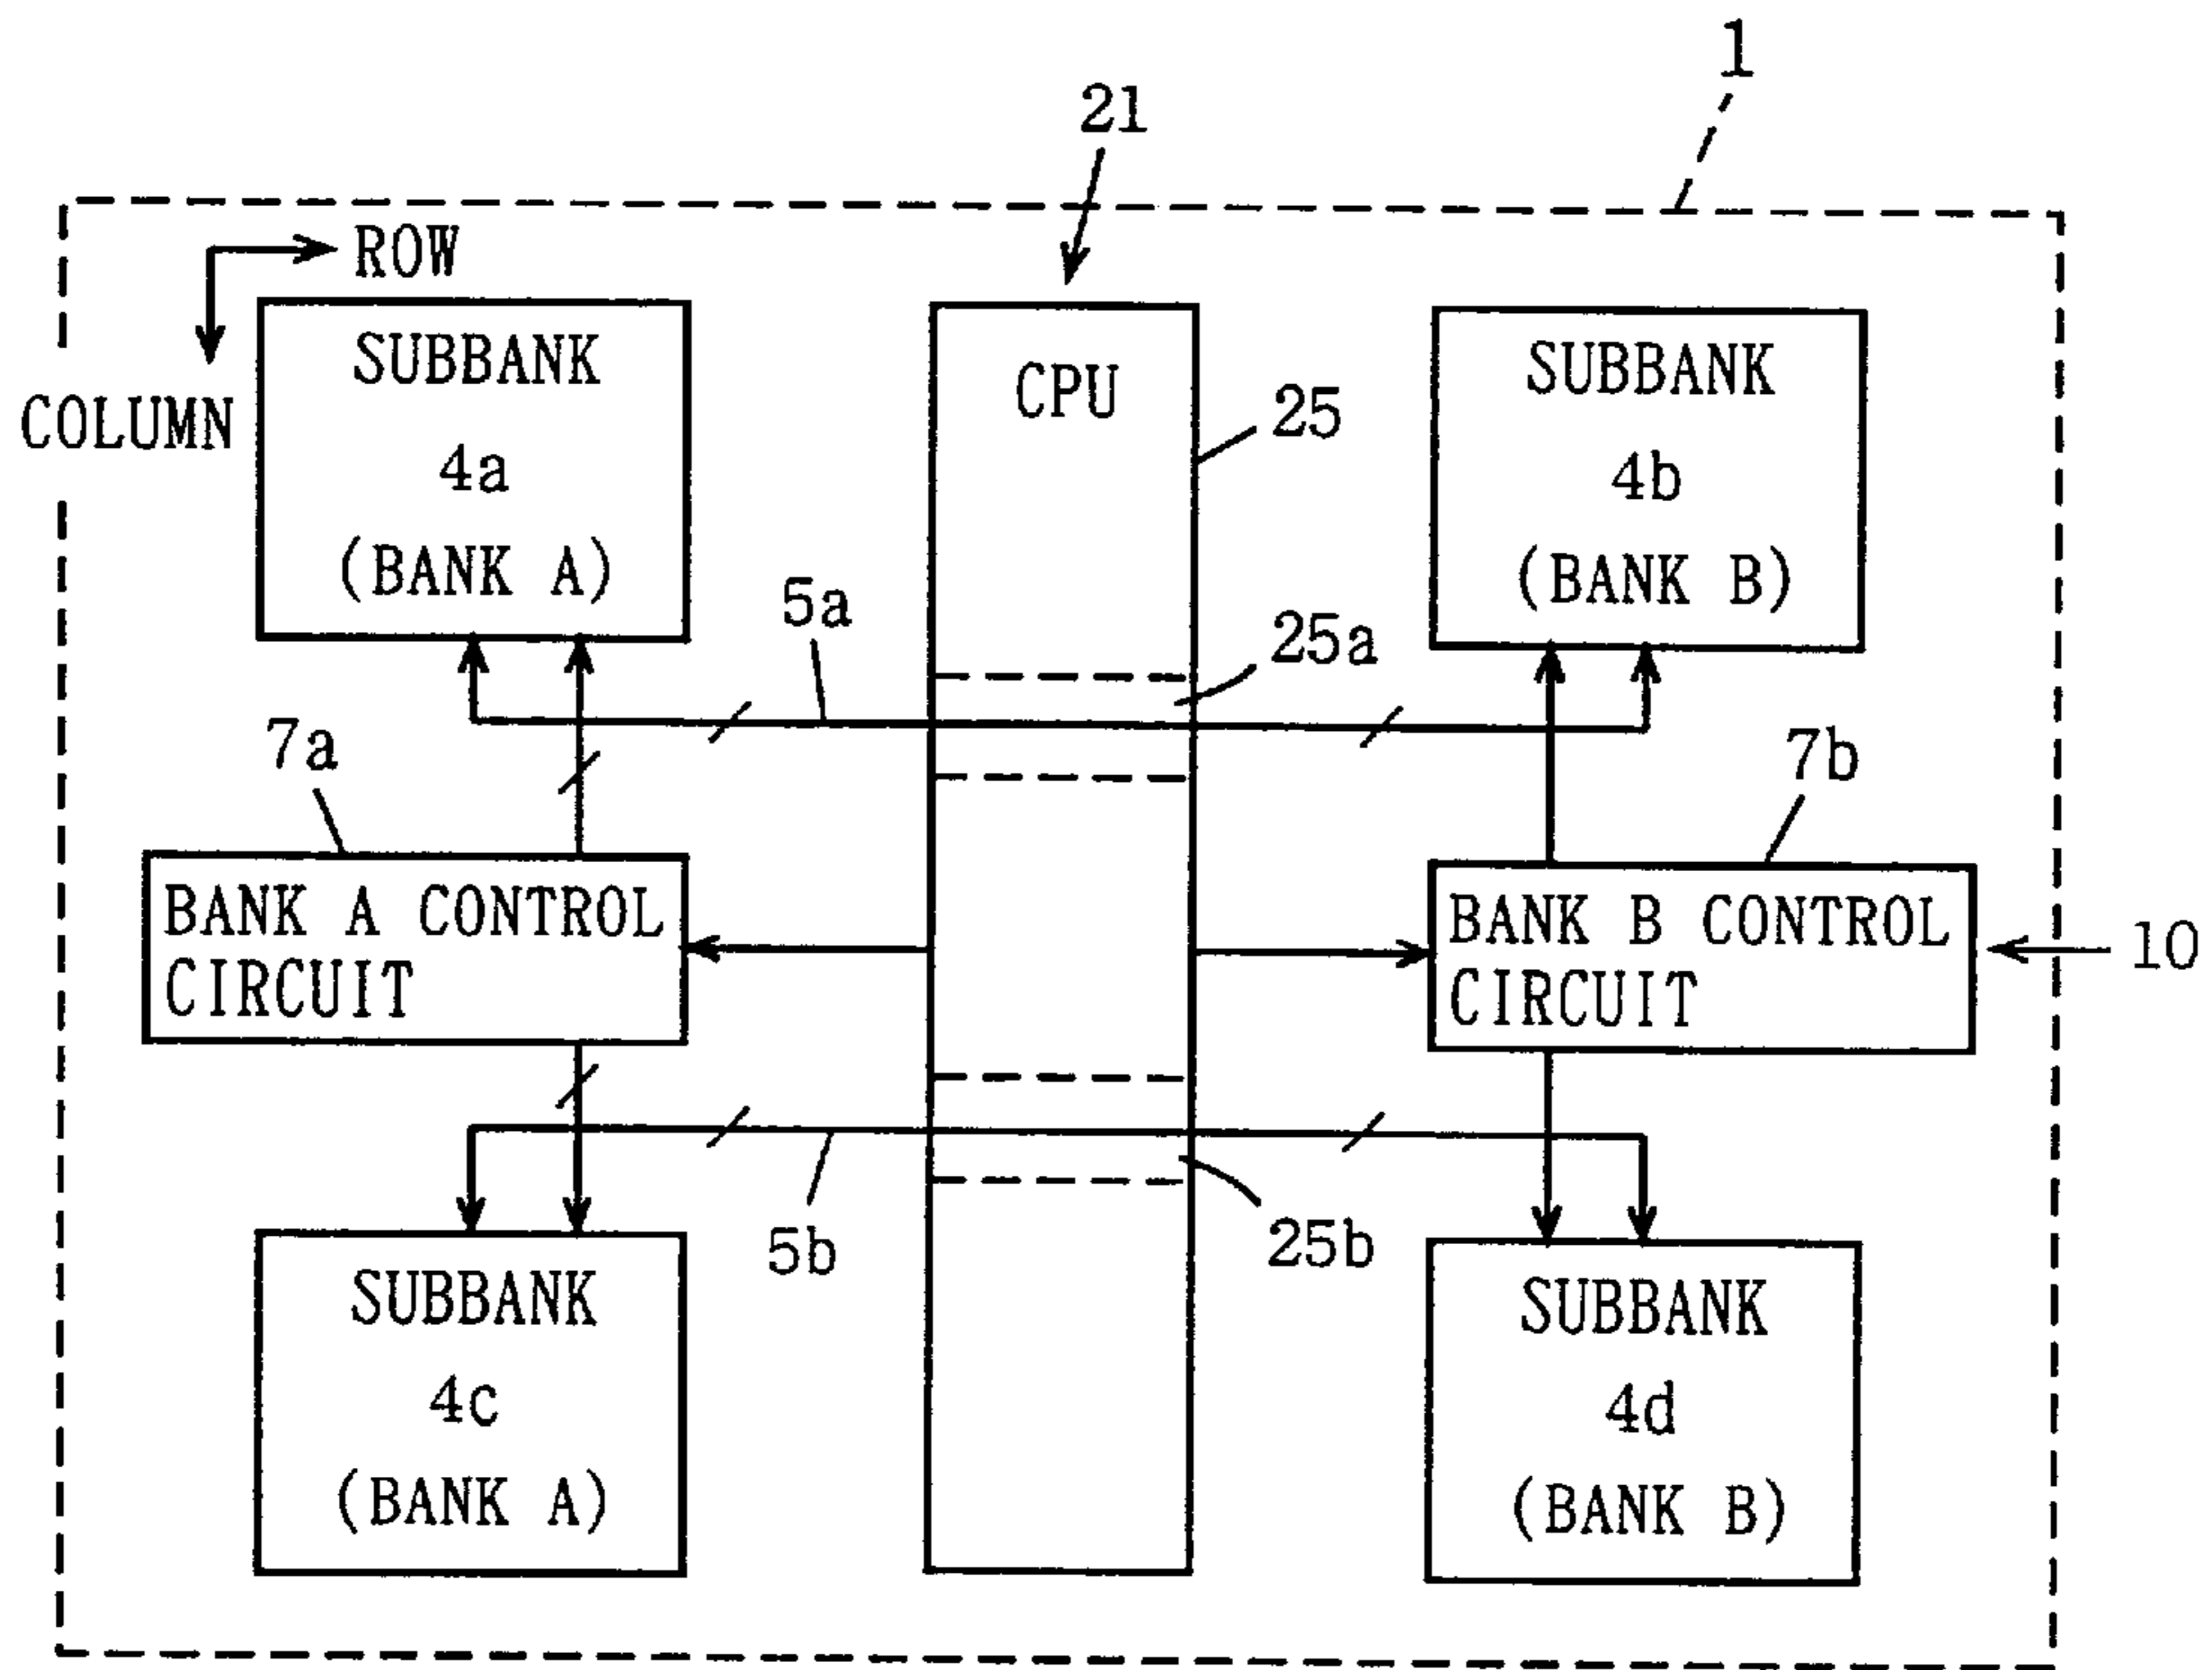 1
21
ROW
COLUMN
SUBBANK
4a
(BANK A)
CPU
25
SUBBANK
4b
(BANK B)
5a
25a
7a
7b
BANK A CONTROL
CIRCUIT
BANK B CONTROL
CIRCUIT
10
5b
25b
SUBBANK
4c
(BANK A)
SUBBANK
4d
(BANK B)